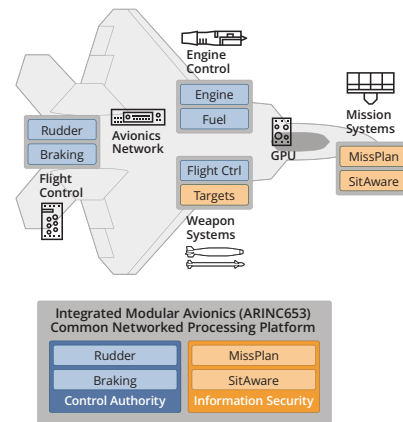 Engine
Control
Engine
Fuel
Mission
Systems
Rudder
Braking
Avionics
Network
GPU
MissPlan
SitAware
Flight
Control
Flight Ctrl
Targets
Weapon
Systems
Integrated Modular Avionics (ARINC653)
Common Networked Processing Platform
Rudder
Braking
Control Authority
MissPlan
SitAware
Information Security